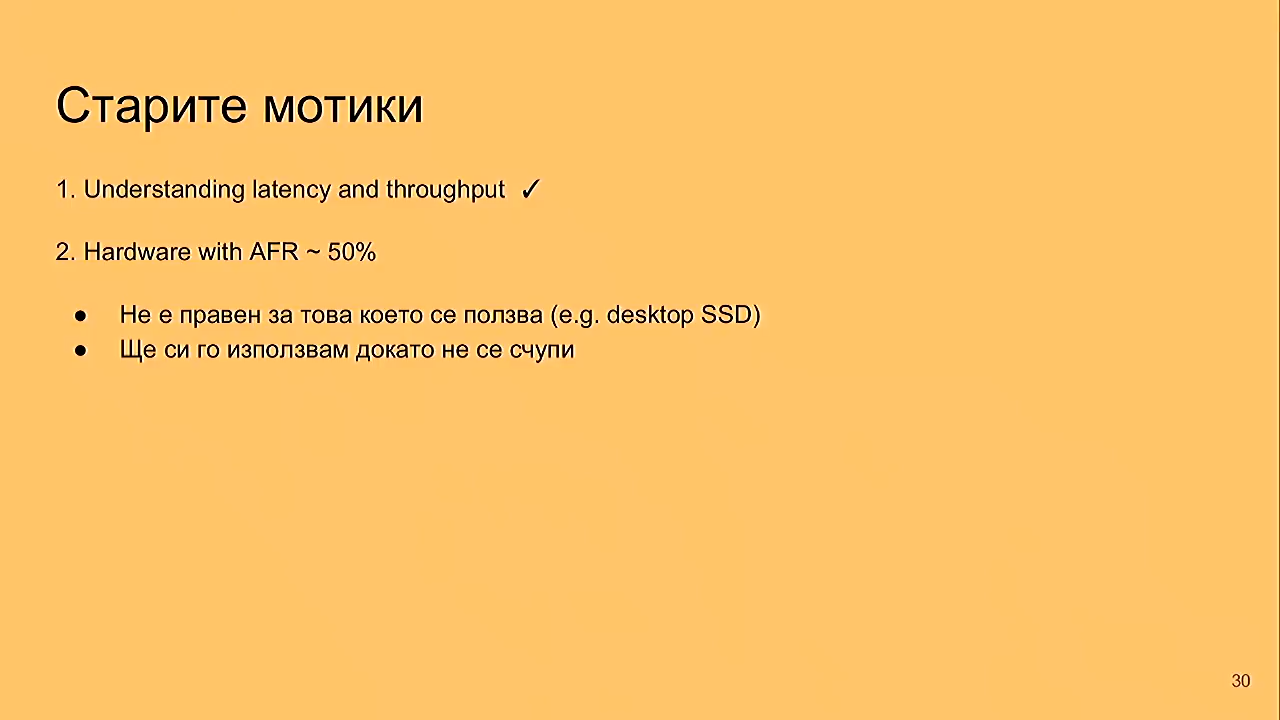 Старите мотики
1. Understanding latency and throughput ✓
2. Hardware with AFR ~ 50%
● Не е правен за това което се ползва (e.g. desktop SSD)
● Ще си го използвам докато не се счупи
30